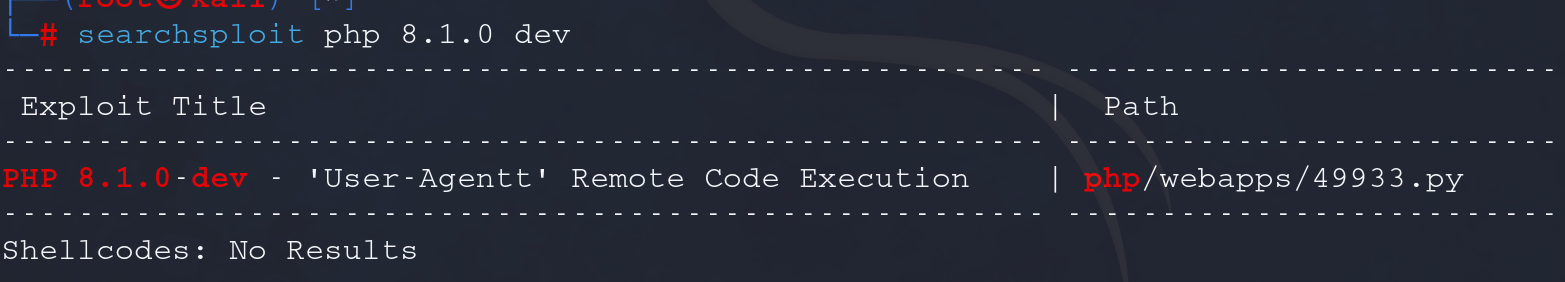 (root㉿kali) [~]
└─# searchsploit php 8.1.0 dev
Exploit Title | Path
PHP 8.1.0-dev - 'User-Agentt' Remote Code Execution | php/webapps/49933.py
Shellcodes: No Results